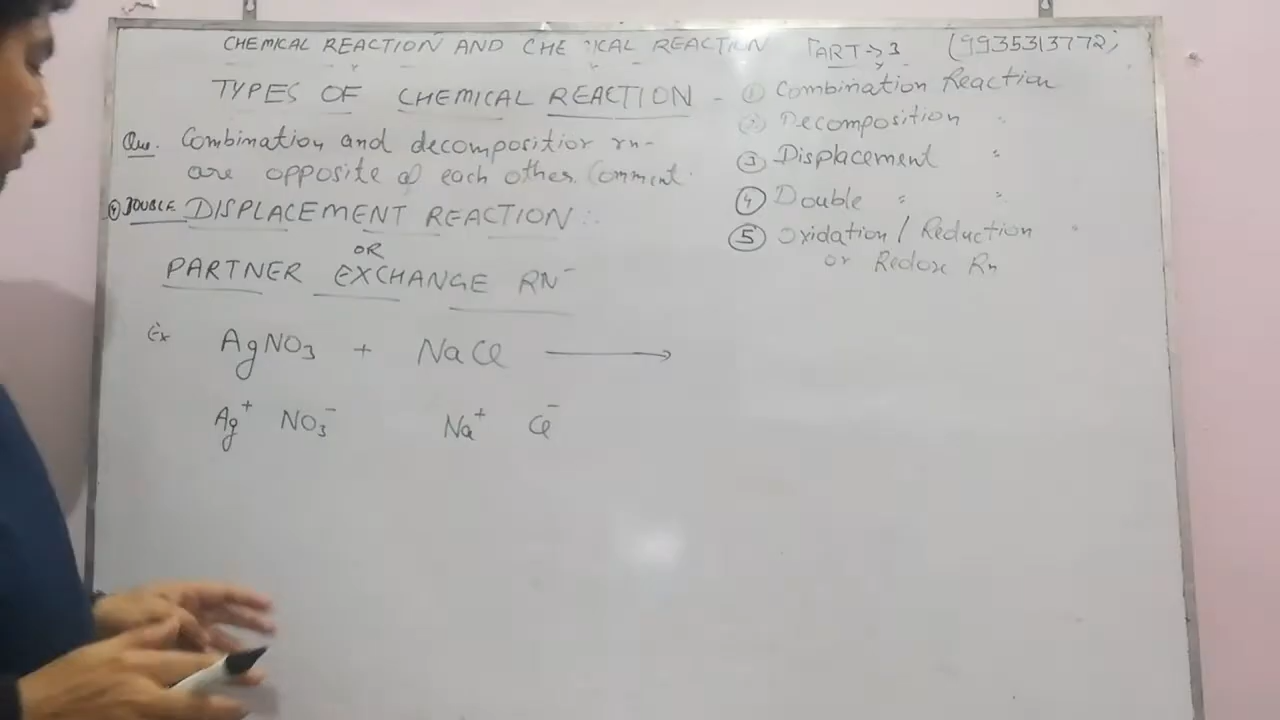 CHEMICAL REACTION AND CHE ICAL REACTION PART → 3 (9935313772)
TYPES OF CHEMICAL REACTION -
① Combination Reaction
② Decomposition "
③ Displacement "
④ Double " "
⑤ Oxidation / Reduction
or Redox Rn
Que. Combination and decomposition rn-
are opposite of each other. Comment.
④ DOUBLE DISPLACEMENT REACTION :-
OR
PARTNER EXCHANGE RN-
Ex AgNO₃ + NaCl ⟶
Ag⁺ NO₃⁻ Na⁺ Cl⁻